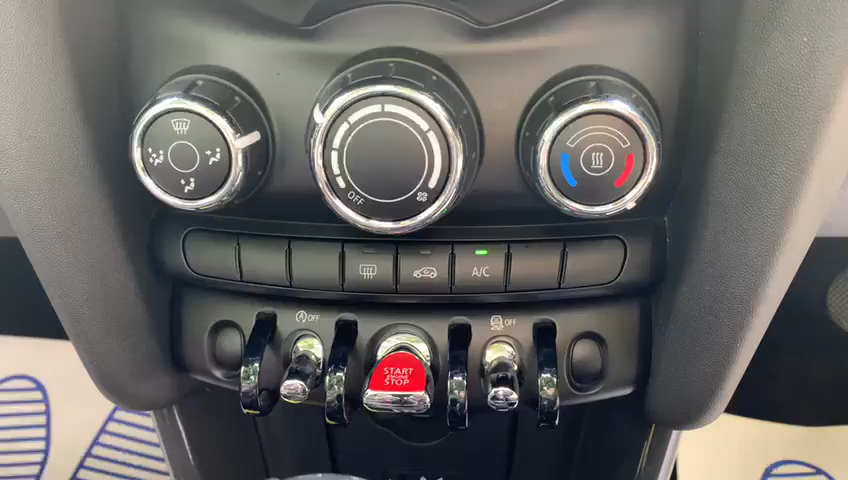 OFF
A/C
A OFF
OFF
START
ENGINE
STOP